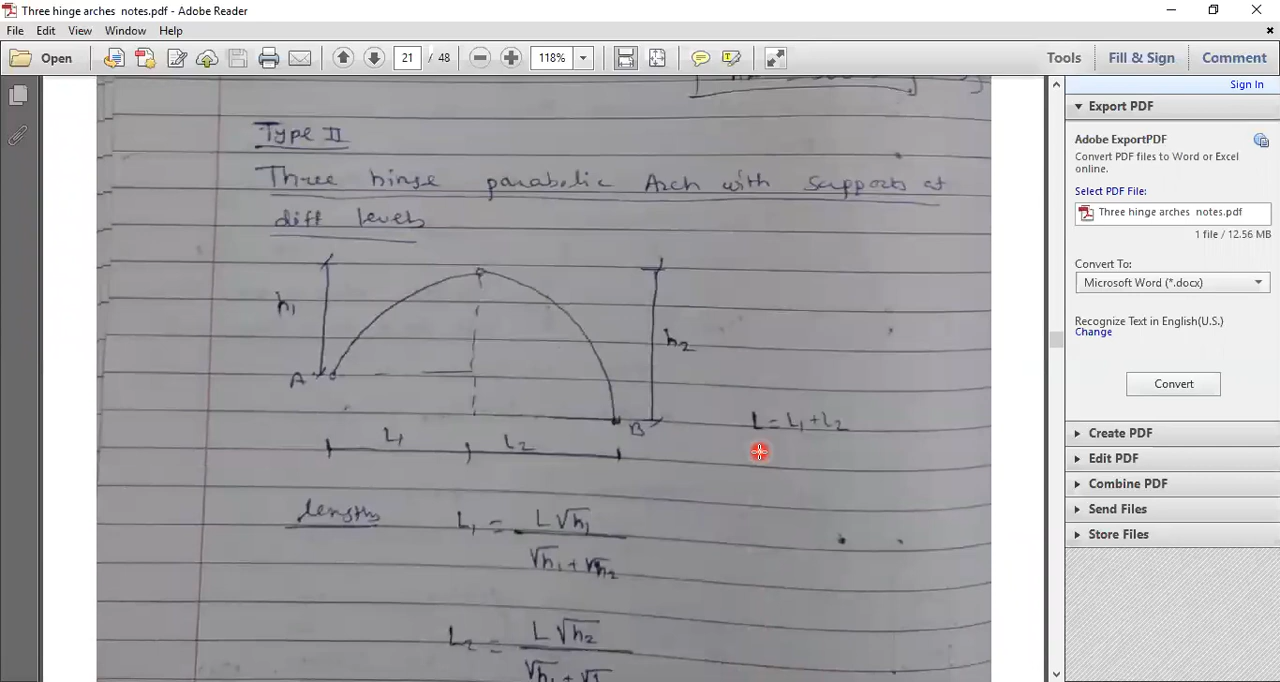 Three hinge arches notes.pdf - Adobe Reader
File Edit View Window Help
Open 21 / 48 118% Tools Fill & Sign Comment
Sign In
Export PDF
Adobe ExportPDF
Convert PDF files to Word or Excel
online.
Select PDF File:
Three hinge arches notes.pdf
1 file / 12.56 MB
Convert To:
Microsoft Word (*.docx)
Recognize Text in English(U.S.)
Change
Convert
Create PDF
Edit PDF
Combine PDF
Send Files
Store Files
Type II
Three hinge parabolic Arch with supports at
diff levels
h1
h2
A
B
L1 L2
L = L1 + L2
lengths L1 = L√h1
√h1 + √h2
L2 = L√h2